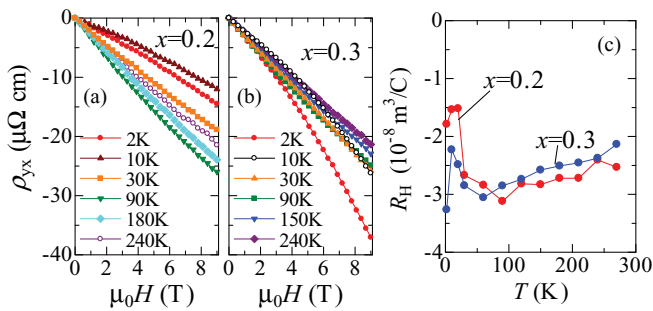 0
-10
-20
-30
-40
ρyx (μΩ cm)
x=0.2
(a)
2K
10K
30K
90K
180K
240K
0 2 4 6 8
μ₀H (T)
x=0.3
(b)
2K
10K
30K
90K
150K
240K
0 2 4 6 8
μ₀H (T)
(c)
0
-1
-2
-3
-4
RH (10⁻⁸ m³/C)
x=0.2
x=0.3
0 100 200 300
T (K)